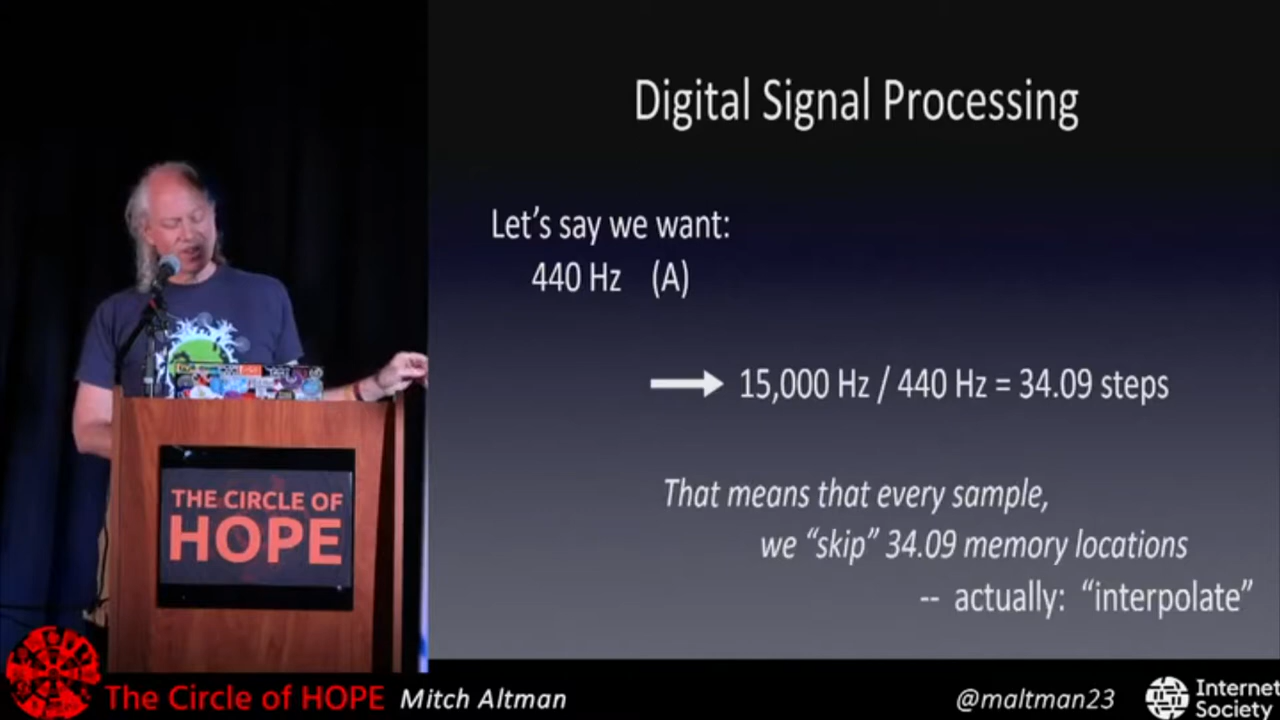 Digital Signal Processing
Let's say we want:
440 Hz (A)
15,000 Hz / 440 Hz = 34.09 steps
That means that every sample,
we “skip” 34.09 memory locations
-- actually: “interpolate”
THE CIRCLE OF
HOPE
The Circle of HOPE Mitch Altman @maltman23 Internet
Society